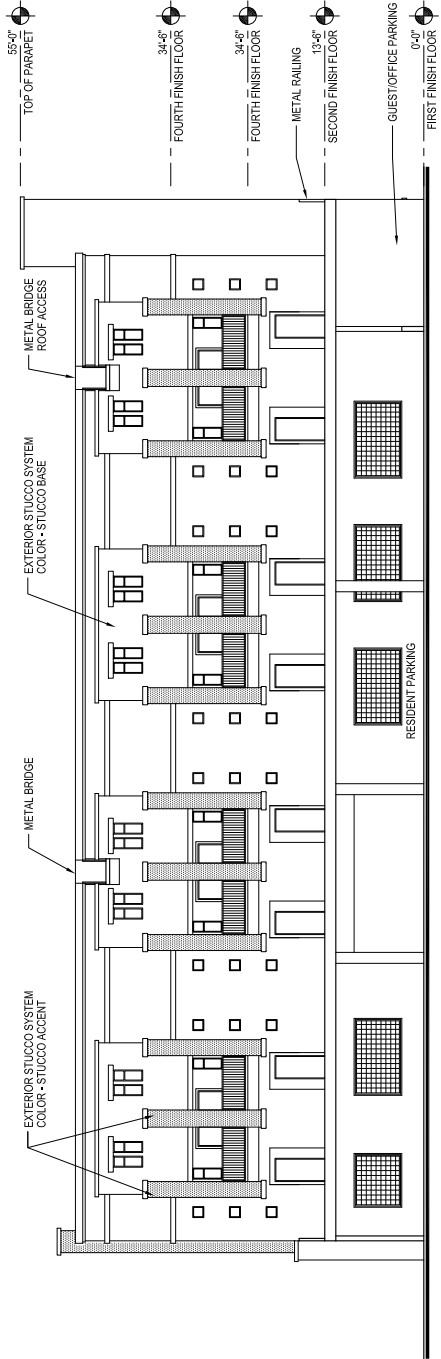 55'-0"
TOP OF PARAPET
34'-6"
FOURTH FINISH FLOOR
34'-6"
FOURTH FINISH FLOOR
13'-6"
SECOND FINISH FLOOR
0'-0"
FIRST FINISH FLOOR
METAL RAILING
GUEST/OFFICE PARKING
METAL BRIDGE
ROOF ACCESS
EXTERIOR STUCCO SYSTEM
COLOR - STUCCO BASE
METAL BRIDGE
EXTERIOR STUCCO SYSTEM
COLOR - STUCCO ACCENT
RESIDENT PARKING